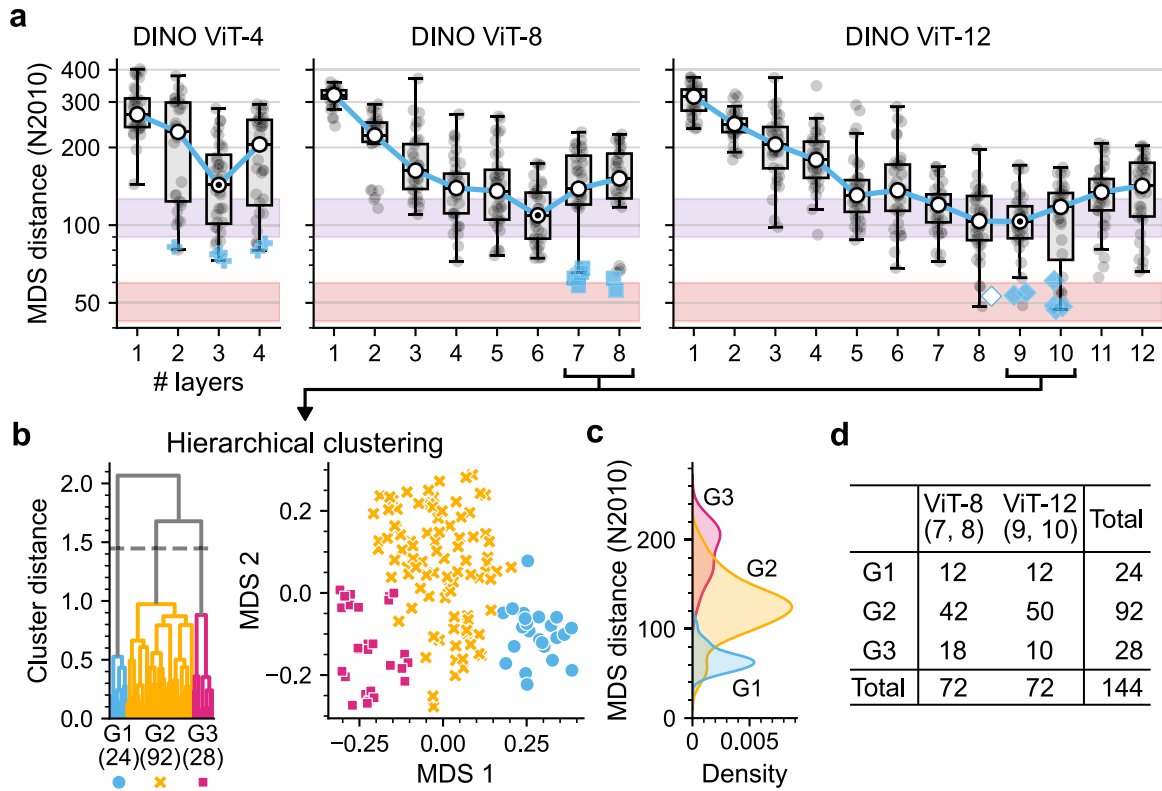 a
DINO ViT-4
DINO ViT-8
DINO ViT-12
MDS distance (N2010)
400
300
200
100
50
1 2 3 4
1 2 3 4 5 6 7 8
1 2 3 4 5 6 7 8 9 10 11 12
# layers
b
Hierarchical clustering
Cluster distance
2.0
1.5
1.0
0.5
0.0
G1 G2 G3
(24) (92) (28)
MDS 2
0.2
0.0
−0.2
−0.25 0.00 0.25
MDS 1
c
MDS distance (N2010)
200
100
0
G3
G2
G1
0 0.005
Density
d
ViT-8 ViT-12 Total
(7, 8) (9, 10)
G1 12 12 24
G2 42 50 92
G3 18 10 28
Total 72 72 144